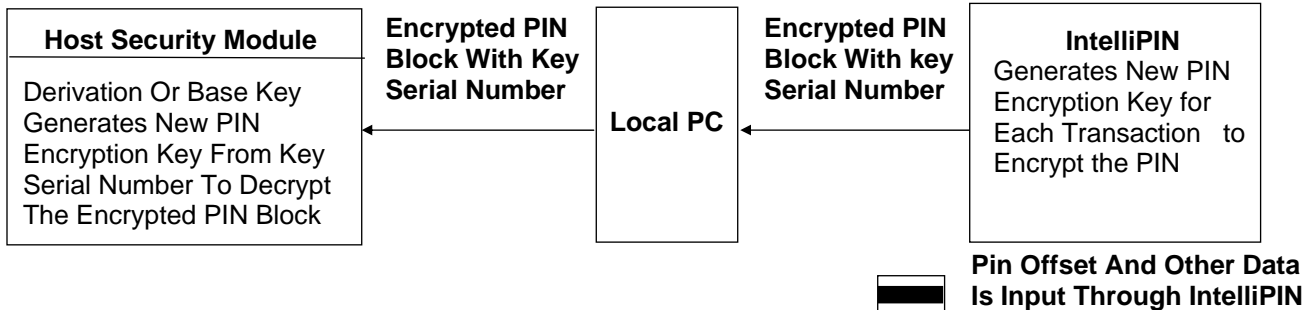 Host Security Module
Derivation Or Base Key
Generates New PIN
Encryption Key From Key
Serial Number To Decrypt
The Encrypted PIN Block
Encrypted PIN
Block With Key
Serial Number
Local PC
Encrypted PIN
Block With key
Serial Number
IntelliPIN
Generates New PIN
Encryption Key for
Each Transaction to
Encrypt the PIN
Pin Offset And Other Data
Is Input Through IntelliPIN